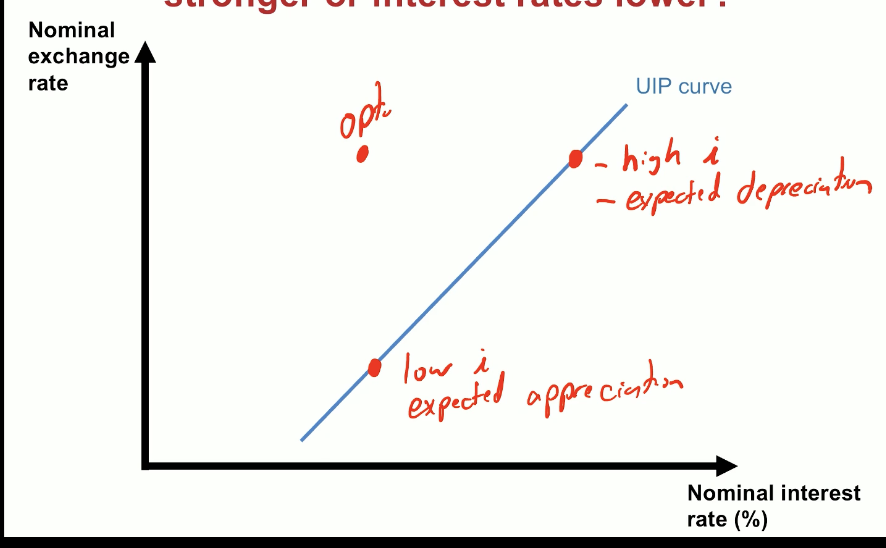 stronger or interest rates lower?
Nominal
exchange
rate
UIP curve
opt
- high i
- expected depreciation
low i
expected appreciation
Nominal interest
rate (%)